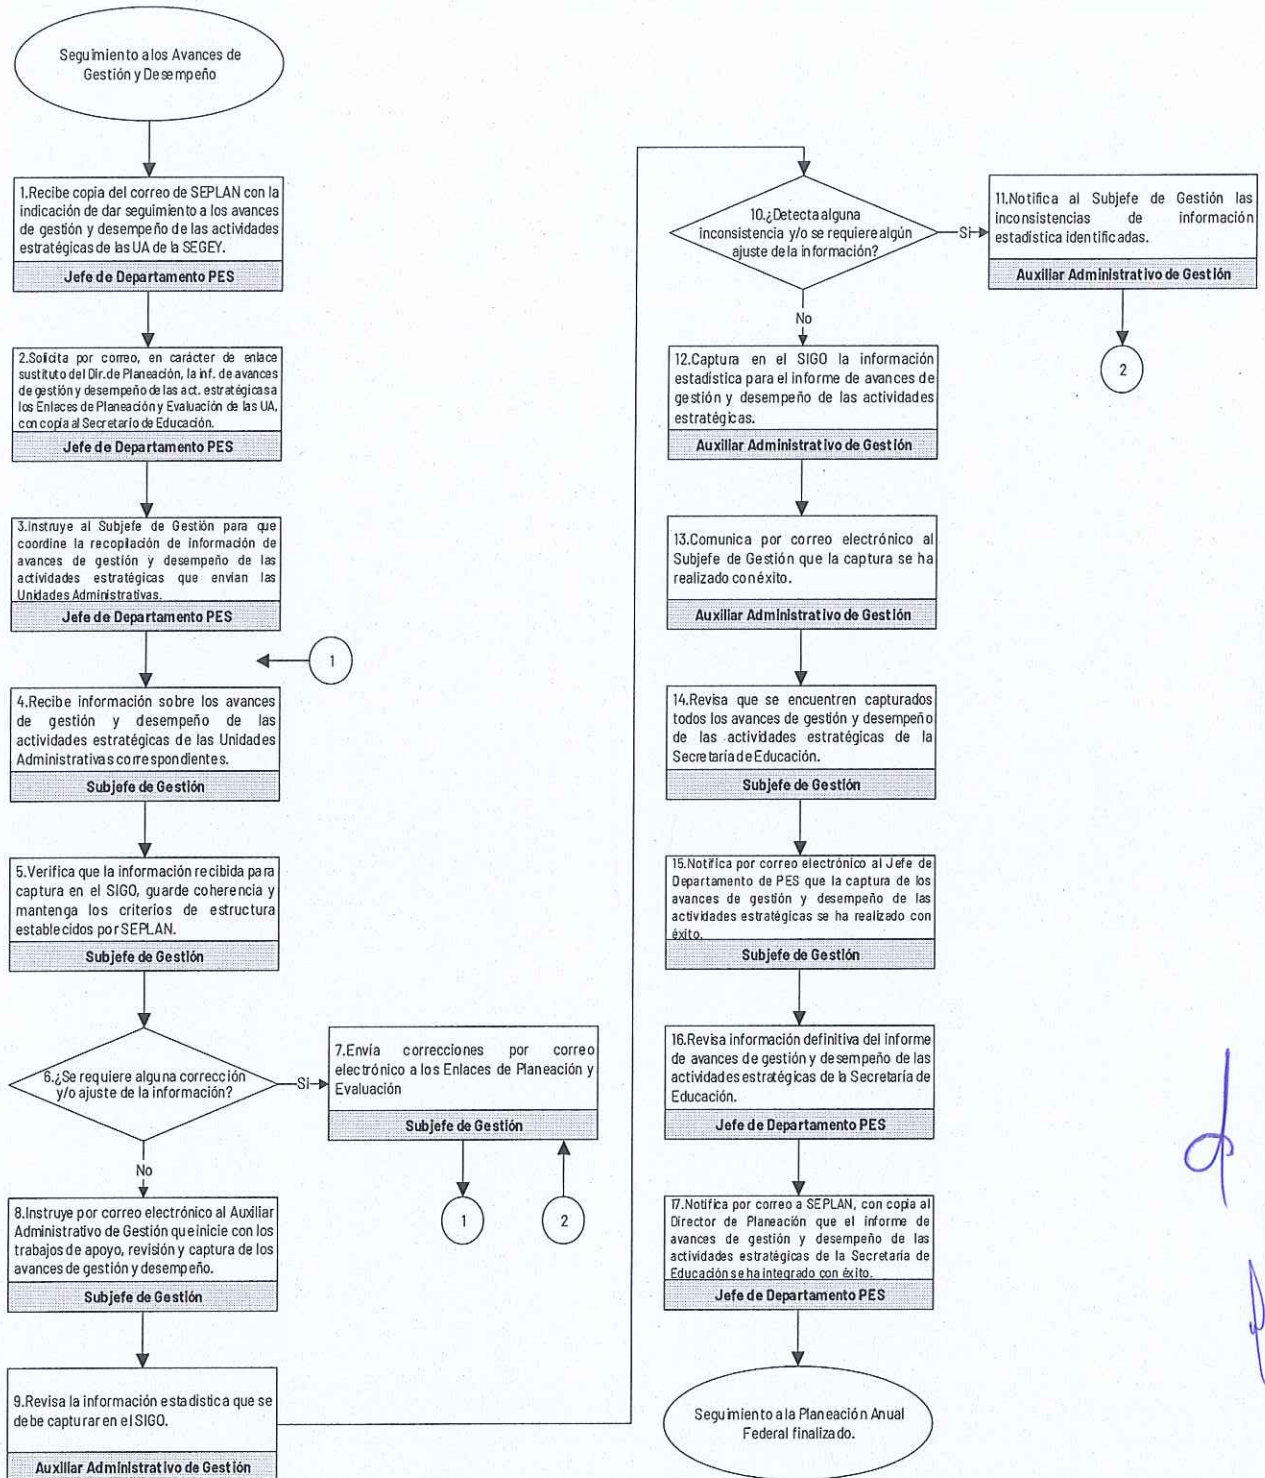 Seguimiento a los Avances de
Gestión y Desempeño
1.Recibe copia del correo de SEPLAN con la
indicación de dar seguimiento a los avances
de gestión y desempeño de las actividades
estratégicas de las UA de la SEGEY.
Jefe de Departamento PES
2.Solicita por correo, en carácter de enlace
sustituto del Dir.de Planeación, la inf. de avances
de gestión y desempeño de las act. estratégicas a
los Enlaces de Planeación y Evaluación de las UA,
con copia al Secretario de Educación.
Jefe de Departamento PES
3.Instruye al Subjefe de Gestión para que
coordine la recopilación de información de
avances de gestión y desempeño de las
actividades estratégicas que envían las
Unidades Administrativas.
Jefe de Departamento PES
1
4.Recibe información sobre los avances
de gestión y desempeño de las
actividades estratégicas de las Unidades
Administrativas correspondientes.
Subjefe de Gestión
5.Verifica que la información recibida para
captura en el SIGO, guarde coherencia y
mantenga los criterios de estructura
establecidos por SEPLAN.
Subjefe de Gestión
6.¿Se requiere alguna corrección
y/o ajuste de la información?
Si
7.Envía correcciones por correo
electrónico a los Enlaces de Planeación y
Evaluación
Subjefe de Gestión
1
2
No
8.Instruye por correo electrónico al Auxiliar
Administrativo de Gestión que inicie con los
trabajos de apoyo, revisión y captura de los
avances de gestión y desempeño.
Subjefe de Gestión
9.Revisa la información estadística que se
debe capturar en el SIGO.
Auxiliar Administrativo de Gestión
10.¿Detecta alguna
inconsistencia y/o se requiere algún
ajuste de la información?
Si
11.Notifica al Subjefe de Gestión las
inconsistencias de información
estadística identificadas.
Auxiliar Administrativo de Gestión
2
No
12.Captura en el SIGO la información
estadística para el informe de avances de
gestión y desempeño de las actividades
estratégicas.
Auxiliar Administrativo de Gestión
13.Comunica por correo electrónico al
Subjefe de Gestión que la captura se ha
realizado con éxito.
Auxiliar Administrativo de Gestión
14.Revisa que se encuentren capturados
todos los avances de gestión y desempeño
de las actividades estratégicas de la
Secretaría de Educación.
Subjefe de Gestión
15.Notifica por correo electrónico al Jefe de
Departamento de PES que la captura de los
avances de gestión y desempeño de las
actividades estratégicas se ha realizado con
éxito.
Subjefe de Gestión
16.Revisa información definitiva del informe
de avances de gestión y desempeño de las
actividades estratégicas de la Secretaría de
Educación.
Jefe de Departamento PES
17.Notifica por correo a SEPLAN, con copia al
Director de Planeación que el informe de
avances de gestión y desempeño de las
actividades estratégicas de la Secretaría de
Educación se ha integrado con éxito.
Jefe de Departamento PES
Seguimiento a la Planeación Anual
Federal finalizado.